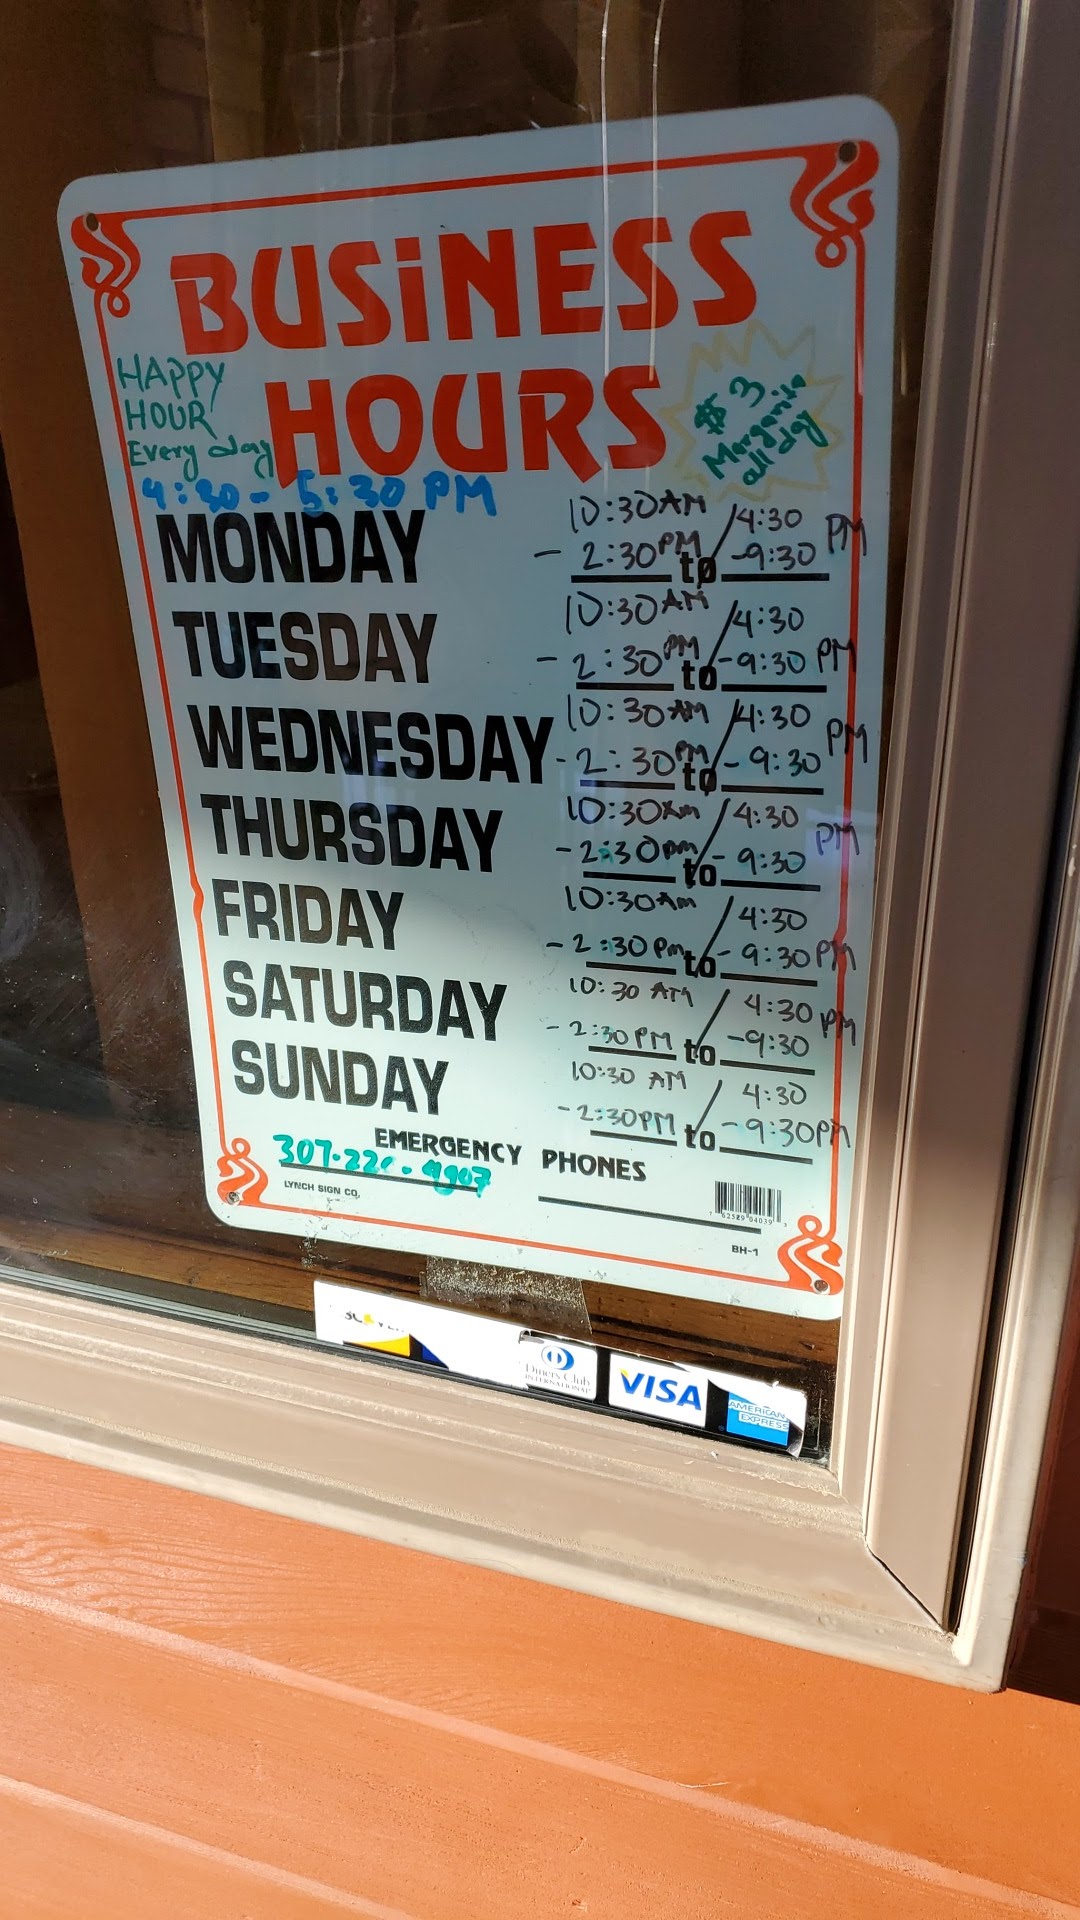 BUSiNESS
HOURS
HAPPY
HOUR
Every day
4:30 - 5:30 PM
$3
Margarita
all day
MONDAY 10:30AM - 2:30PM to / 4:30 - 9:30 PM
TUESDAY 10:30AM - 2:30PM to / 4:30 - 9:30 PM
WEDNESDAY 10:30AM - 2:30PM to / 4:30 - 9:30 PM
THURSDAY 10:30Am - 2:30pm to / 4:30 - 9:30 PM
FRIDAY 10:30Am - 2:30Pm to / 4:30 - 9:30PM
SATURDAY 10:30 AM - 2:30PM to / 4:30 - 9:30 PM
SUNDAY 10:30 AM - 2:30PM to / 4:30 - 9:30PM
EMERGENCY PHONES
LYNCH SIGN CO.
7 62529 04039 3
BH-1
Diners Club
INTERNATIONAL
VISA
AMERICAN
EXPRESS